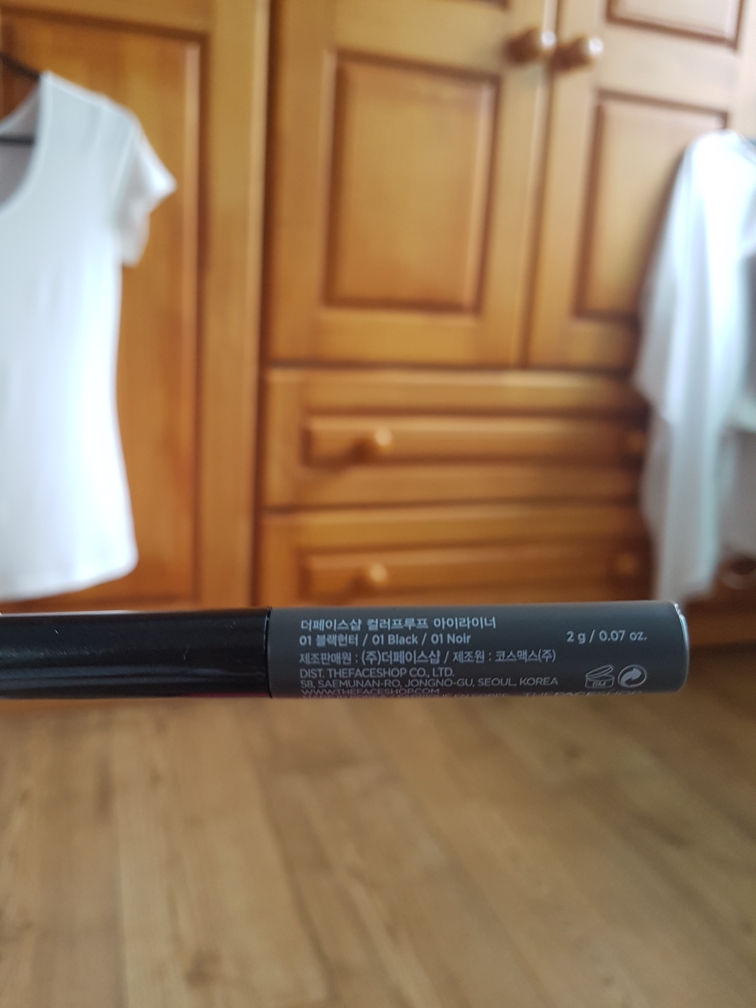 더페이스샵 컬러프루프 아이라이너
01 블랙헌터 / 01 Black / 01 Noir
2 g / 0.07 oz.
제조판매원 : (주)더페이스샵 / 제조원 : 코스맥스(주)
DIST. THEFACESHOP CO., LTD.
58, SAEMUNAN-RO, JONGNO-GU, SEOUL, KOREA
WWW.THEFACESHOP.COM
6M